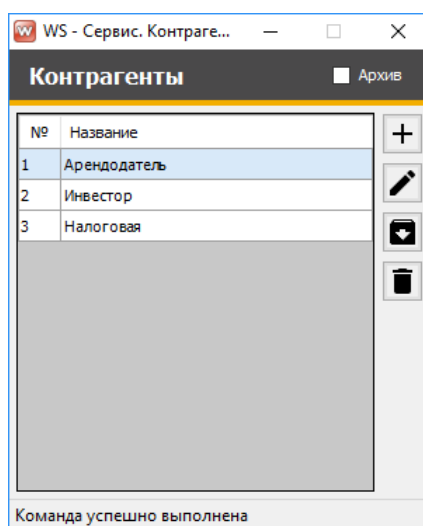 WS - Сервис. Контраге...
Контрагенты
Архив
№ Название
1 Арендодатель
2 Инвестор
3 Налоговая
Команда успешно выполнена